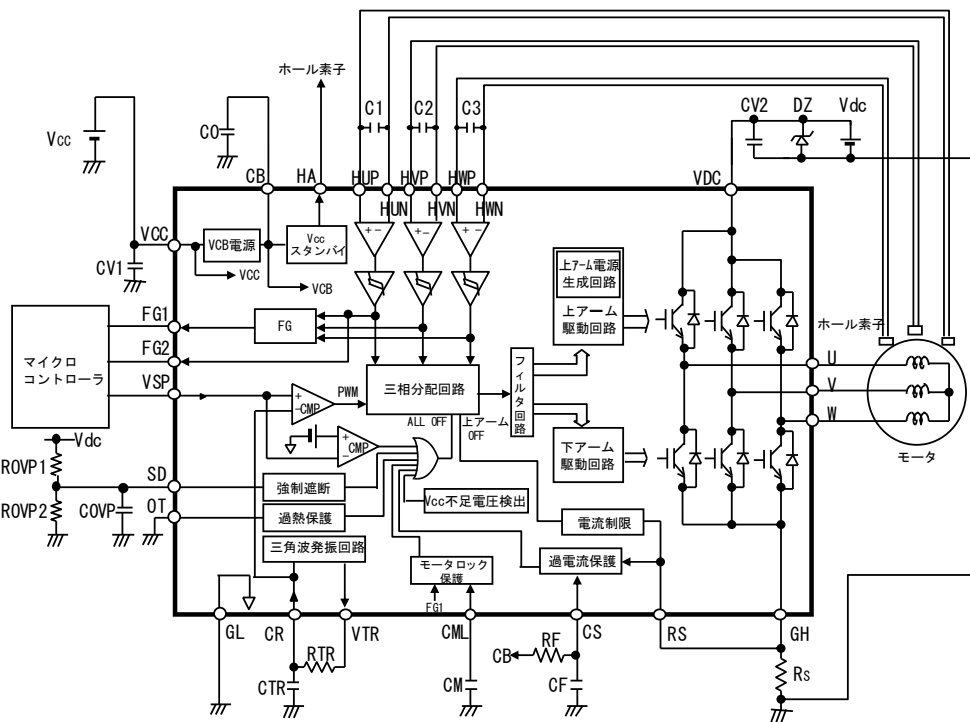 ホール素子
C1
C2
C3
CV2
DZ
Vdc
Vcc
C0
CB
HA
HUP
HVP
HWP
HUN
HVN
HWN
VDC
VCC
VCB電源
Vcc
スタンバイ
CV1
VCC
VCB
上アーム電源
生成回路
上アーム
駆動回路
ホール素子
FG1
FG
マイクロ
コントローラ
FG2
VSP
+
-CMP
PWM
三相分配回路
フィルタ回路
U
V
W
ALL OFF
上アーム
OFF
+
-CMP
下アーム
駆動回路
モータ
Vdc
ROVP1
SD
強制遮断
Vcc不足電圧検出
ROVP2
COVP
OT
過熱保護
電流制限
三角波発振回路
モータロック
保護
過電流保護
FG1
GL
CR
VTR
CML
CS
RS
GH
RTR
CB
RF
CTR
CM
CF
Rs
+-
+-
+-